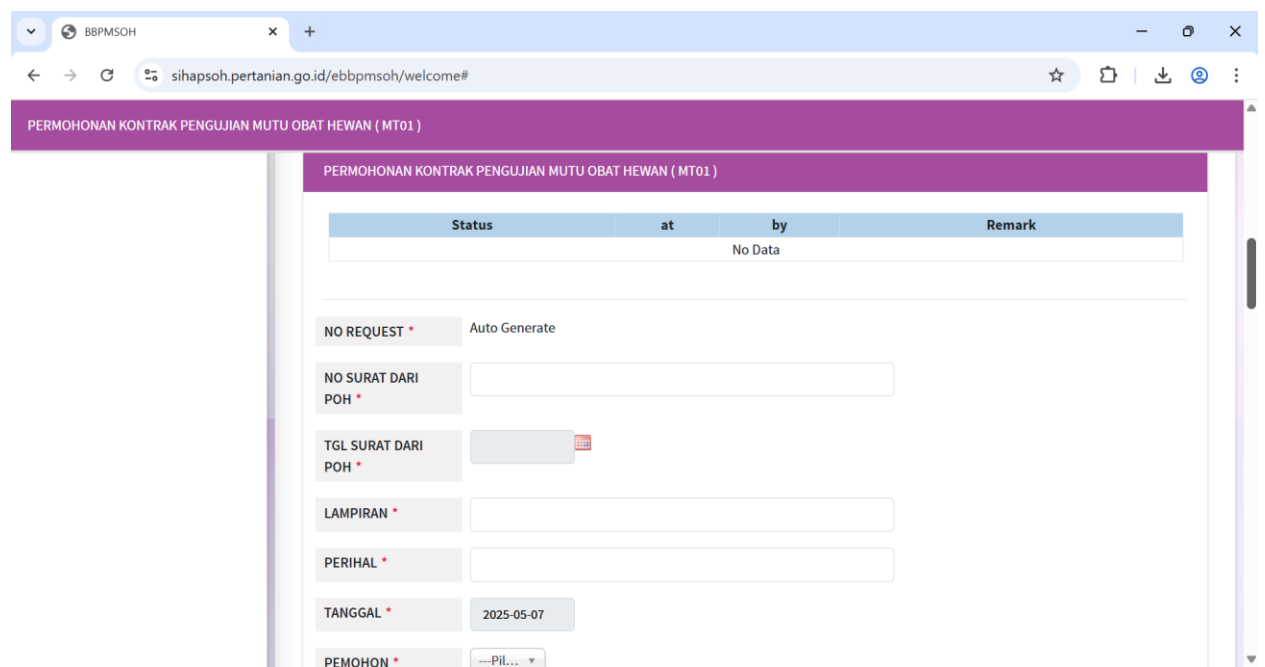 BBPMSOH
sihapsoh.pertanian.go.id/ebbpmsoh/welcome#
PERMOHONAN KONTRAK PENGUJIAN MUTU OBAT HEWAN ( MT01 )
PERMOHONAN KONTRAK PENGUJIAN MUTU OBAT HEWAN ( MT01 )
Status at by Remark
No Data
NO REQUEST * Auto Generate
NO SURAT DARI
POH *
TGL SURAT DARI
POH *
LAMPIRAN *
PERIHAL *
TANGGAL * 2025-05-07
PEMOHON * ---Pil...